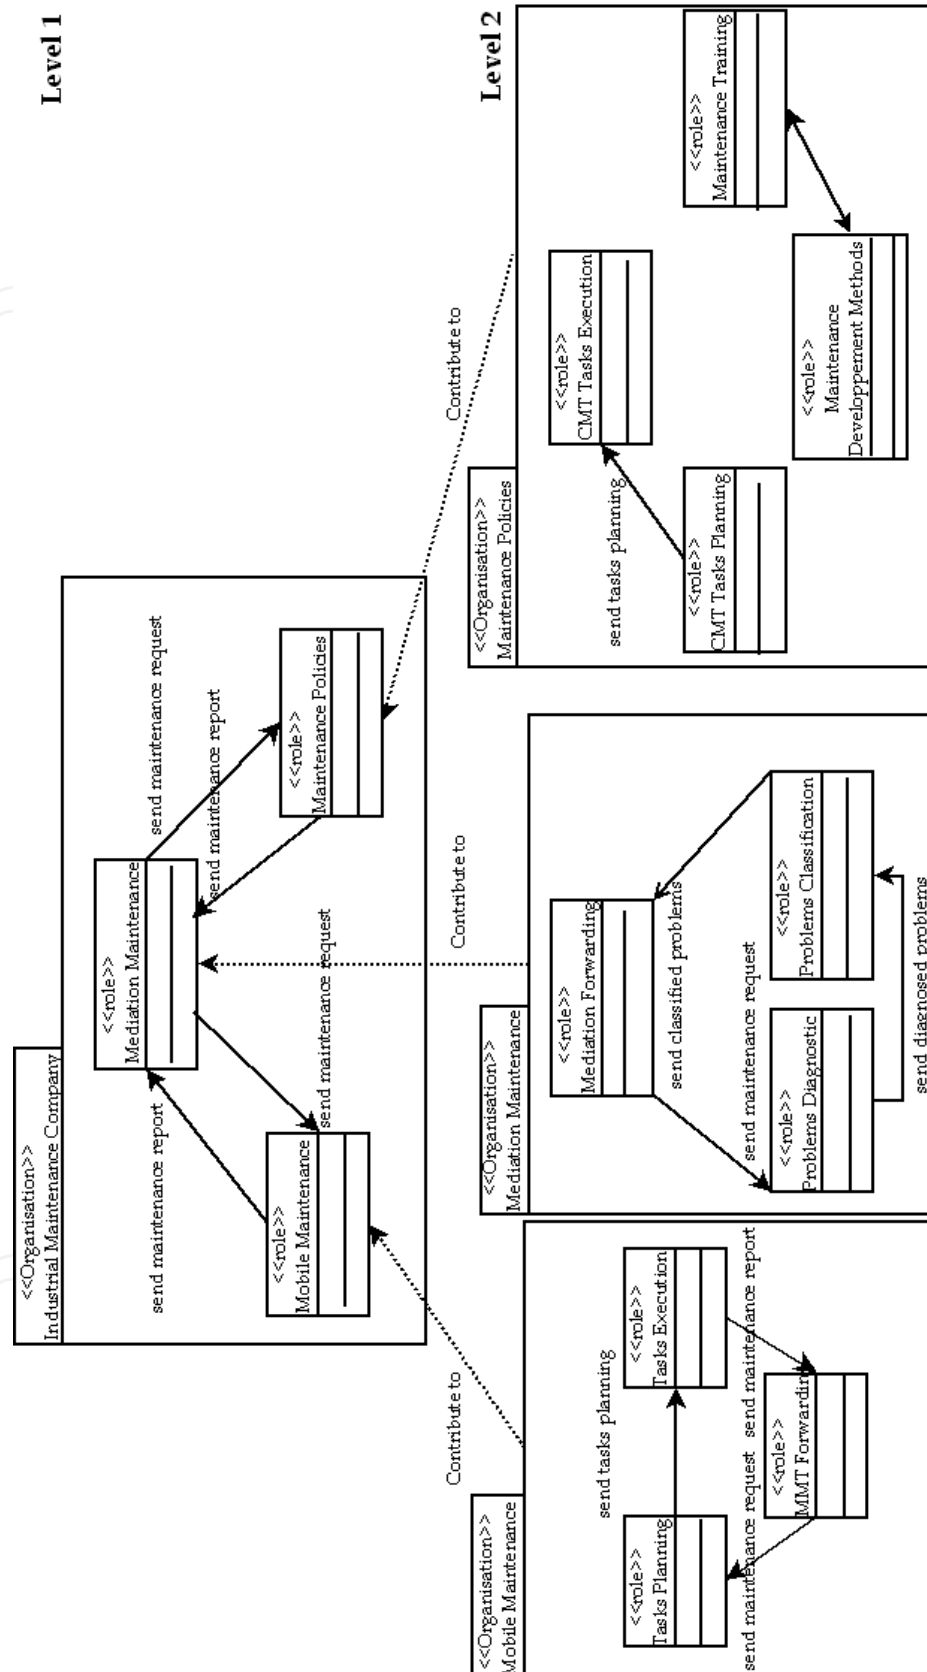 Level 1
<<Organisation>>
Industrial Maintenance Company
<<role>>
Mediation Maintenance
send maintenance report
send maintenance request
send maintenance report
send maintenance request
<<role>>
Mobile Maintenance
<<role>>
Maintenance Policies
Contribute to
Contribute to
Contribute to
Level 2
<<Organisation>>
Mobile Maintenance
send tasks planning
<<role>>
Tasks Planning
<<role>>
Tasks Execution
send maintenance request
send maintenance report
<<role>>
MMT Forwarding
<<Organisation>>
Mediation Maintenance
<<role>>
Mediation Forwarding
send classified problems
send maintenance request
<<role>>
Problems Diagnostic
<<role>>
Problems Classification
send diagnosed problems
<<Organisation>>
Maintenance Policies
<<role>>
CMT Tasks Execution
send tasks planning
<<role>>
CMT Tasks Planning
<<role>>
Maintenance Training
<<role>>
Maintenance
Developpement Methods